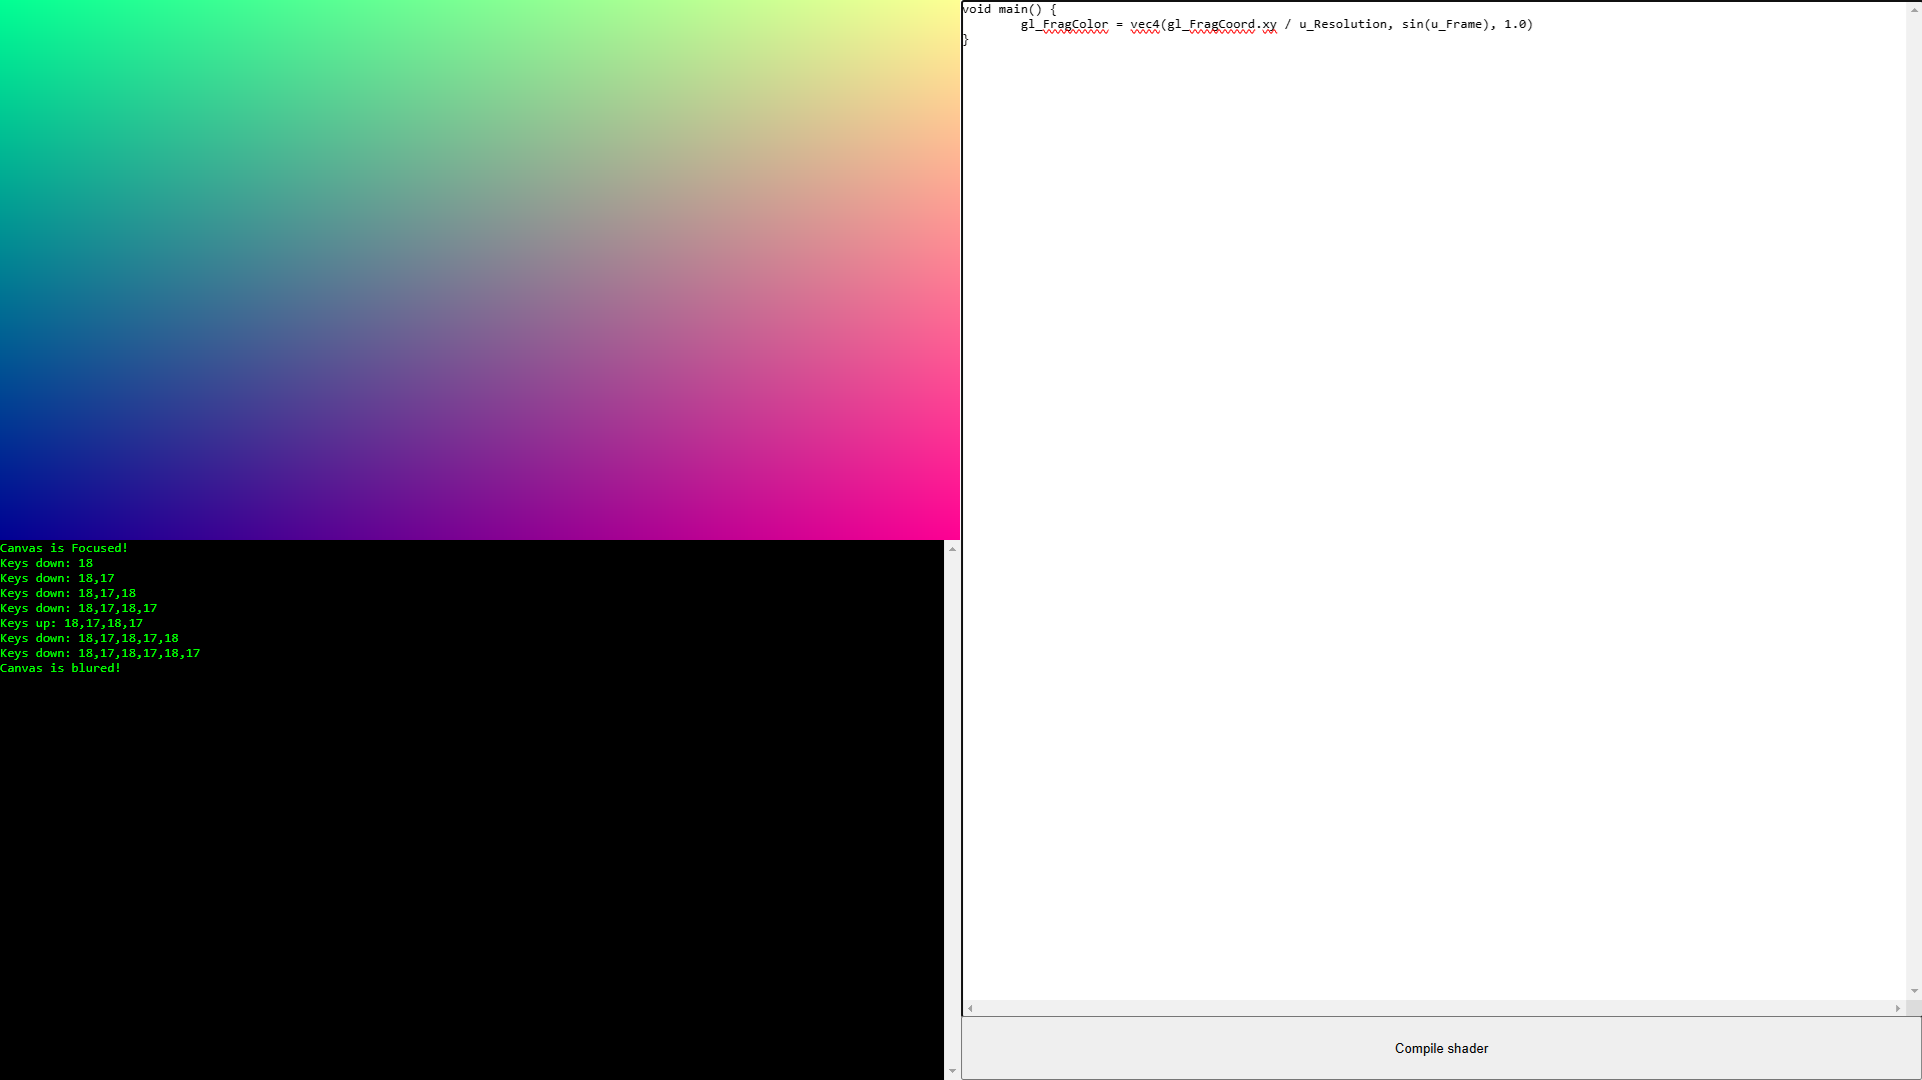 void main() {
gl_FragColor = vec4(gl_FragCoord.xy / u_Resolution, sin(u_Frame), 1.0)
}
Canvas is Focused!
Keys down: 18
Keys down: 18,17
Keys down: 18,17,18
Keys down: 18,17,18,17
Keys up: 18,17,18,17
Keys down: 18,17,18,17,18
Keys down: 18,17,18,17,18,17
Canvas is blured!
Compile shader